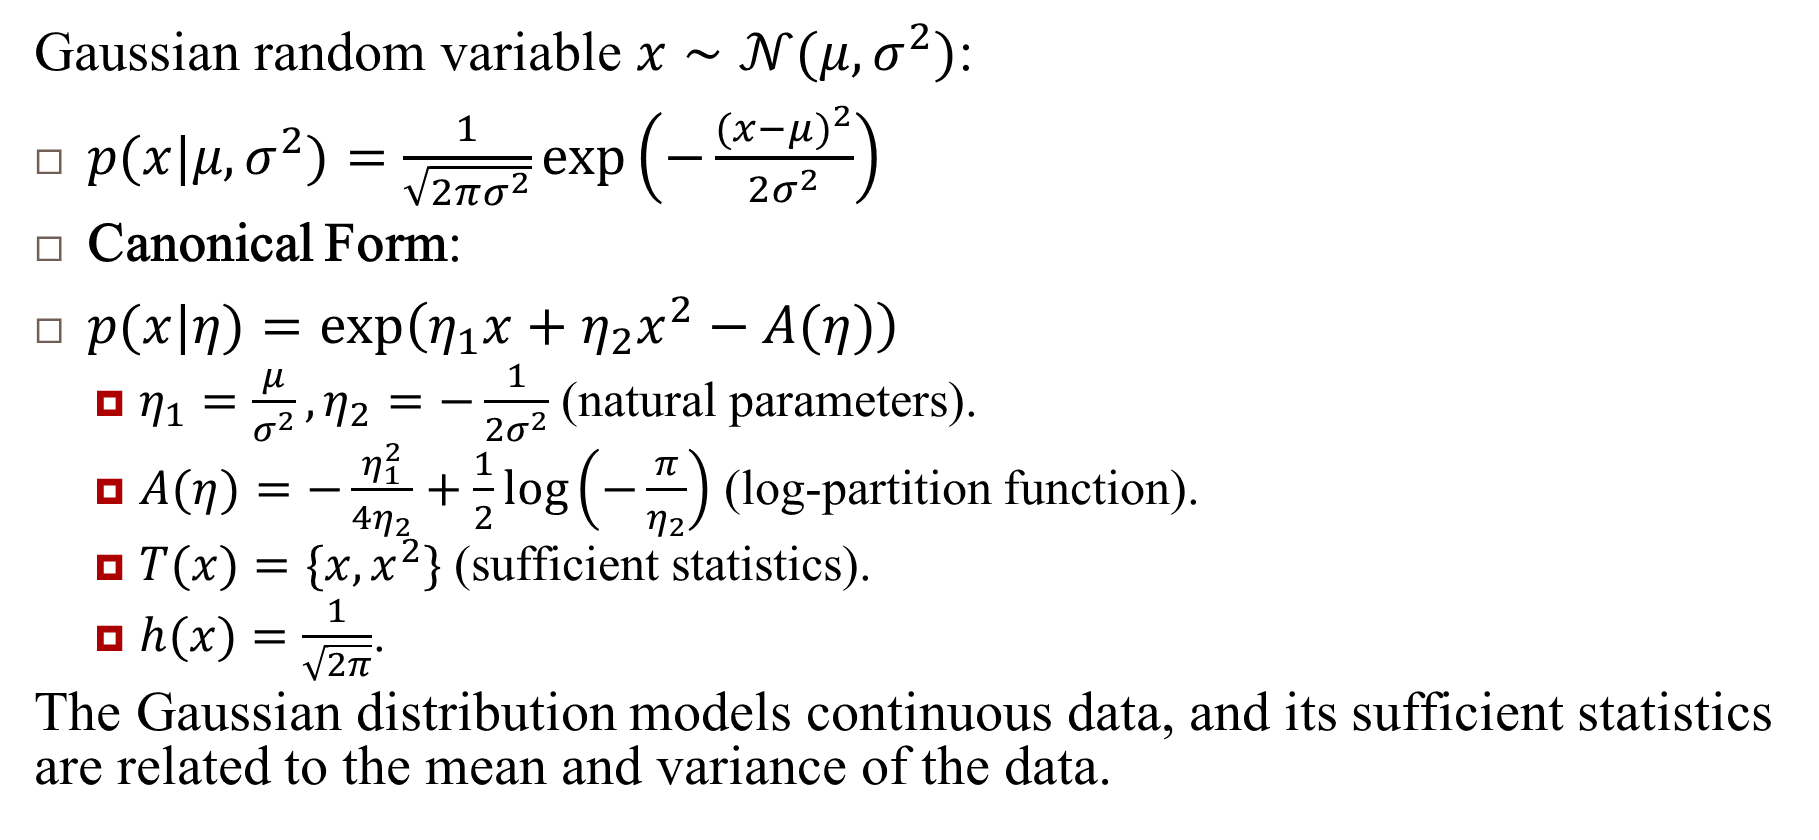 Gaussian random variable x ~ 𝒩(μ, σ²):
□ p(x|μ, σ²) = 1/√(2πσ²) exp(−(x−μ)²/(2σ²))
□ Canonical Form:
□ p(x|η) = exp(η₁x + η₂x² − A(η))
η₁ = μ/σ², η₂ = −1/(2σ²) (natural parameters).
A(η) = −η₁²/(4η₂) + 1/2 log(−π/η₂) (log-partition function).
T(x) = {x, x²} (sufficient statistics).
h(x) = 1/√(2π).
The Gaussian distribution models continuous data, and its sufficient statistics
are related to the mean and variance of the data.